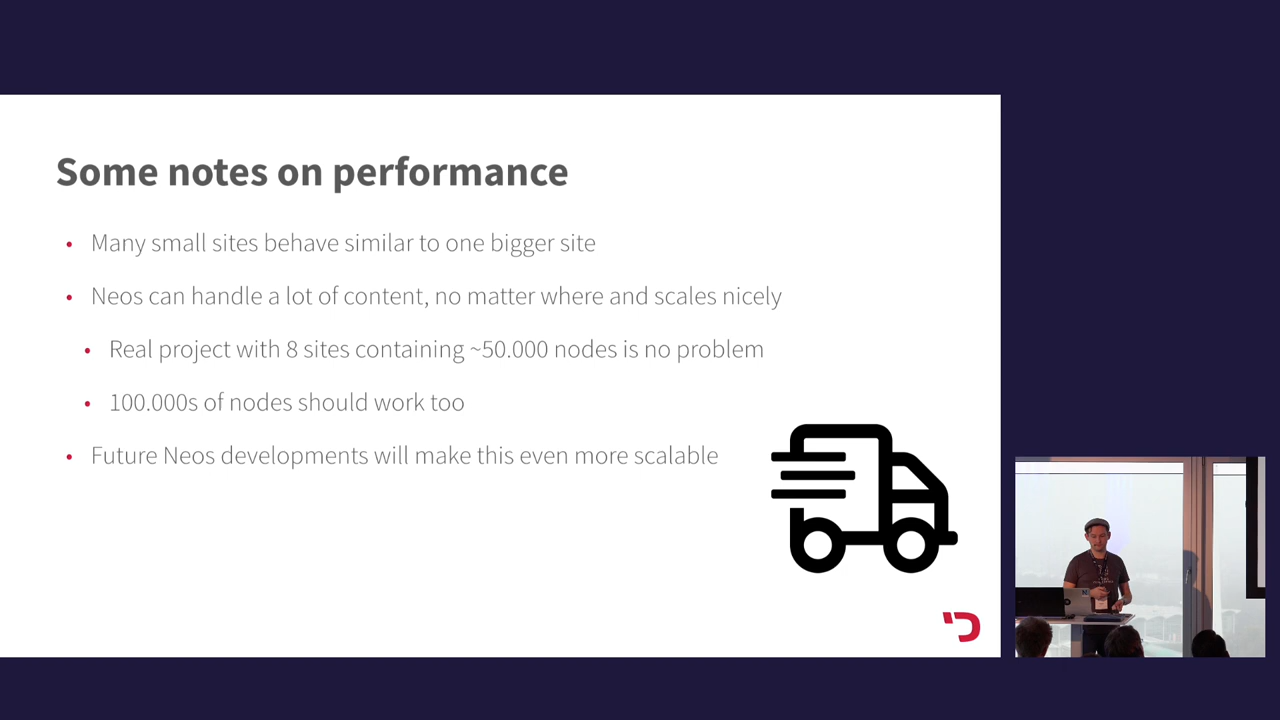 Some notes on performance
• Many small sites behave similar to one bigger site
• Neos can handle a lot of content, no matter where and scales nicely
• Real project with 8 sites containing ~50.000 nodes is no problem
• 100.000s of nodes should work too
• Future Neos developments will make this even more scalable